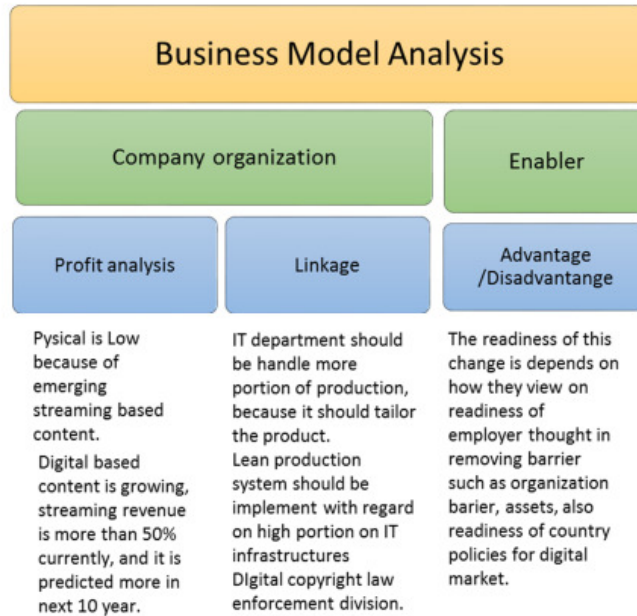 Business Model Analysis
Company organization
Enabler
Profit analysis
Linkage
Advantage
/Disadvantange
Pysical is Low
because of
emerging
streaming based
content.
Digital based
content is growing,
streaming revenue
is more than 50%
currently, and it is
predicted more in
next 10 year.
IT department should
be handle more
portion of production,
because it should tailor
the product.
Lean production
system should be
implement with regard
on high portion on IT
infrastructures
DIgital copyright law
enforcement division.
The readiness of this
change is depends on
how they view on
readiness of
employer thought in
removing barrier
such as organization
barier, assets, also
readiness of country
policies for digital
market.